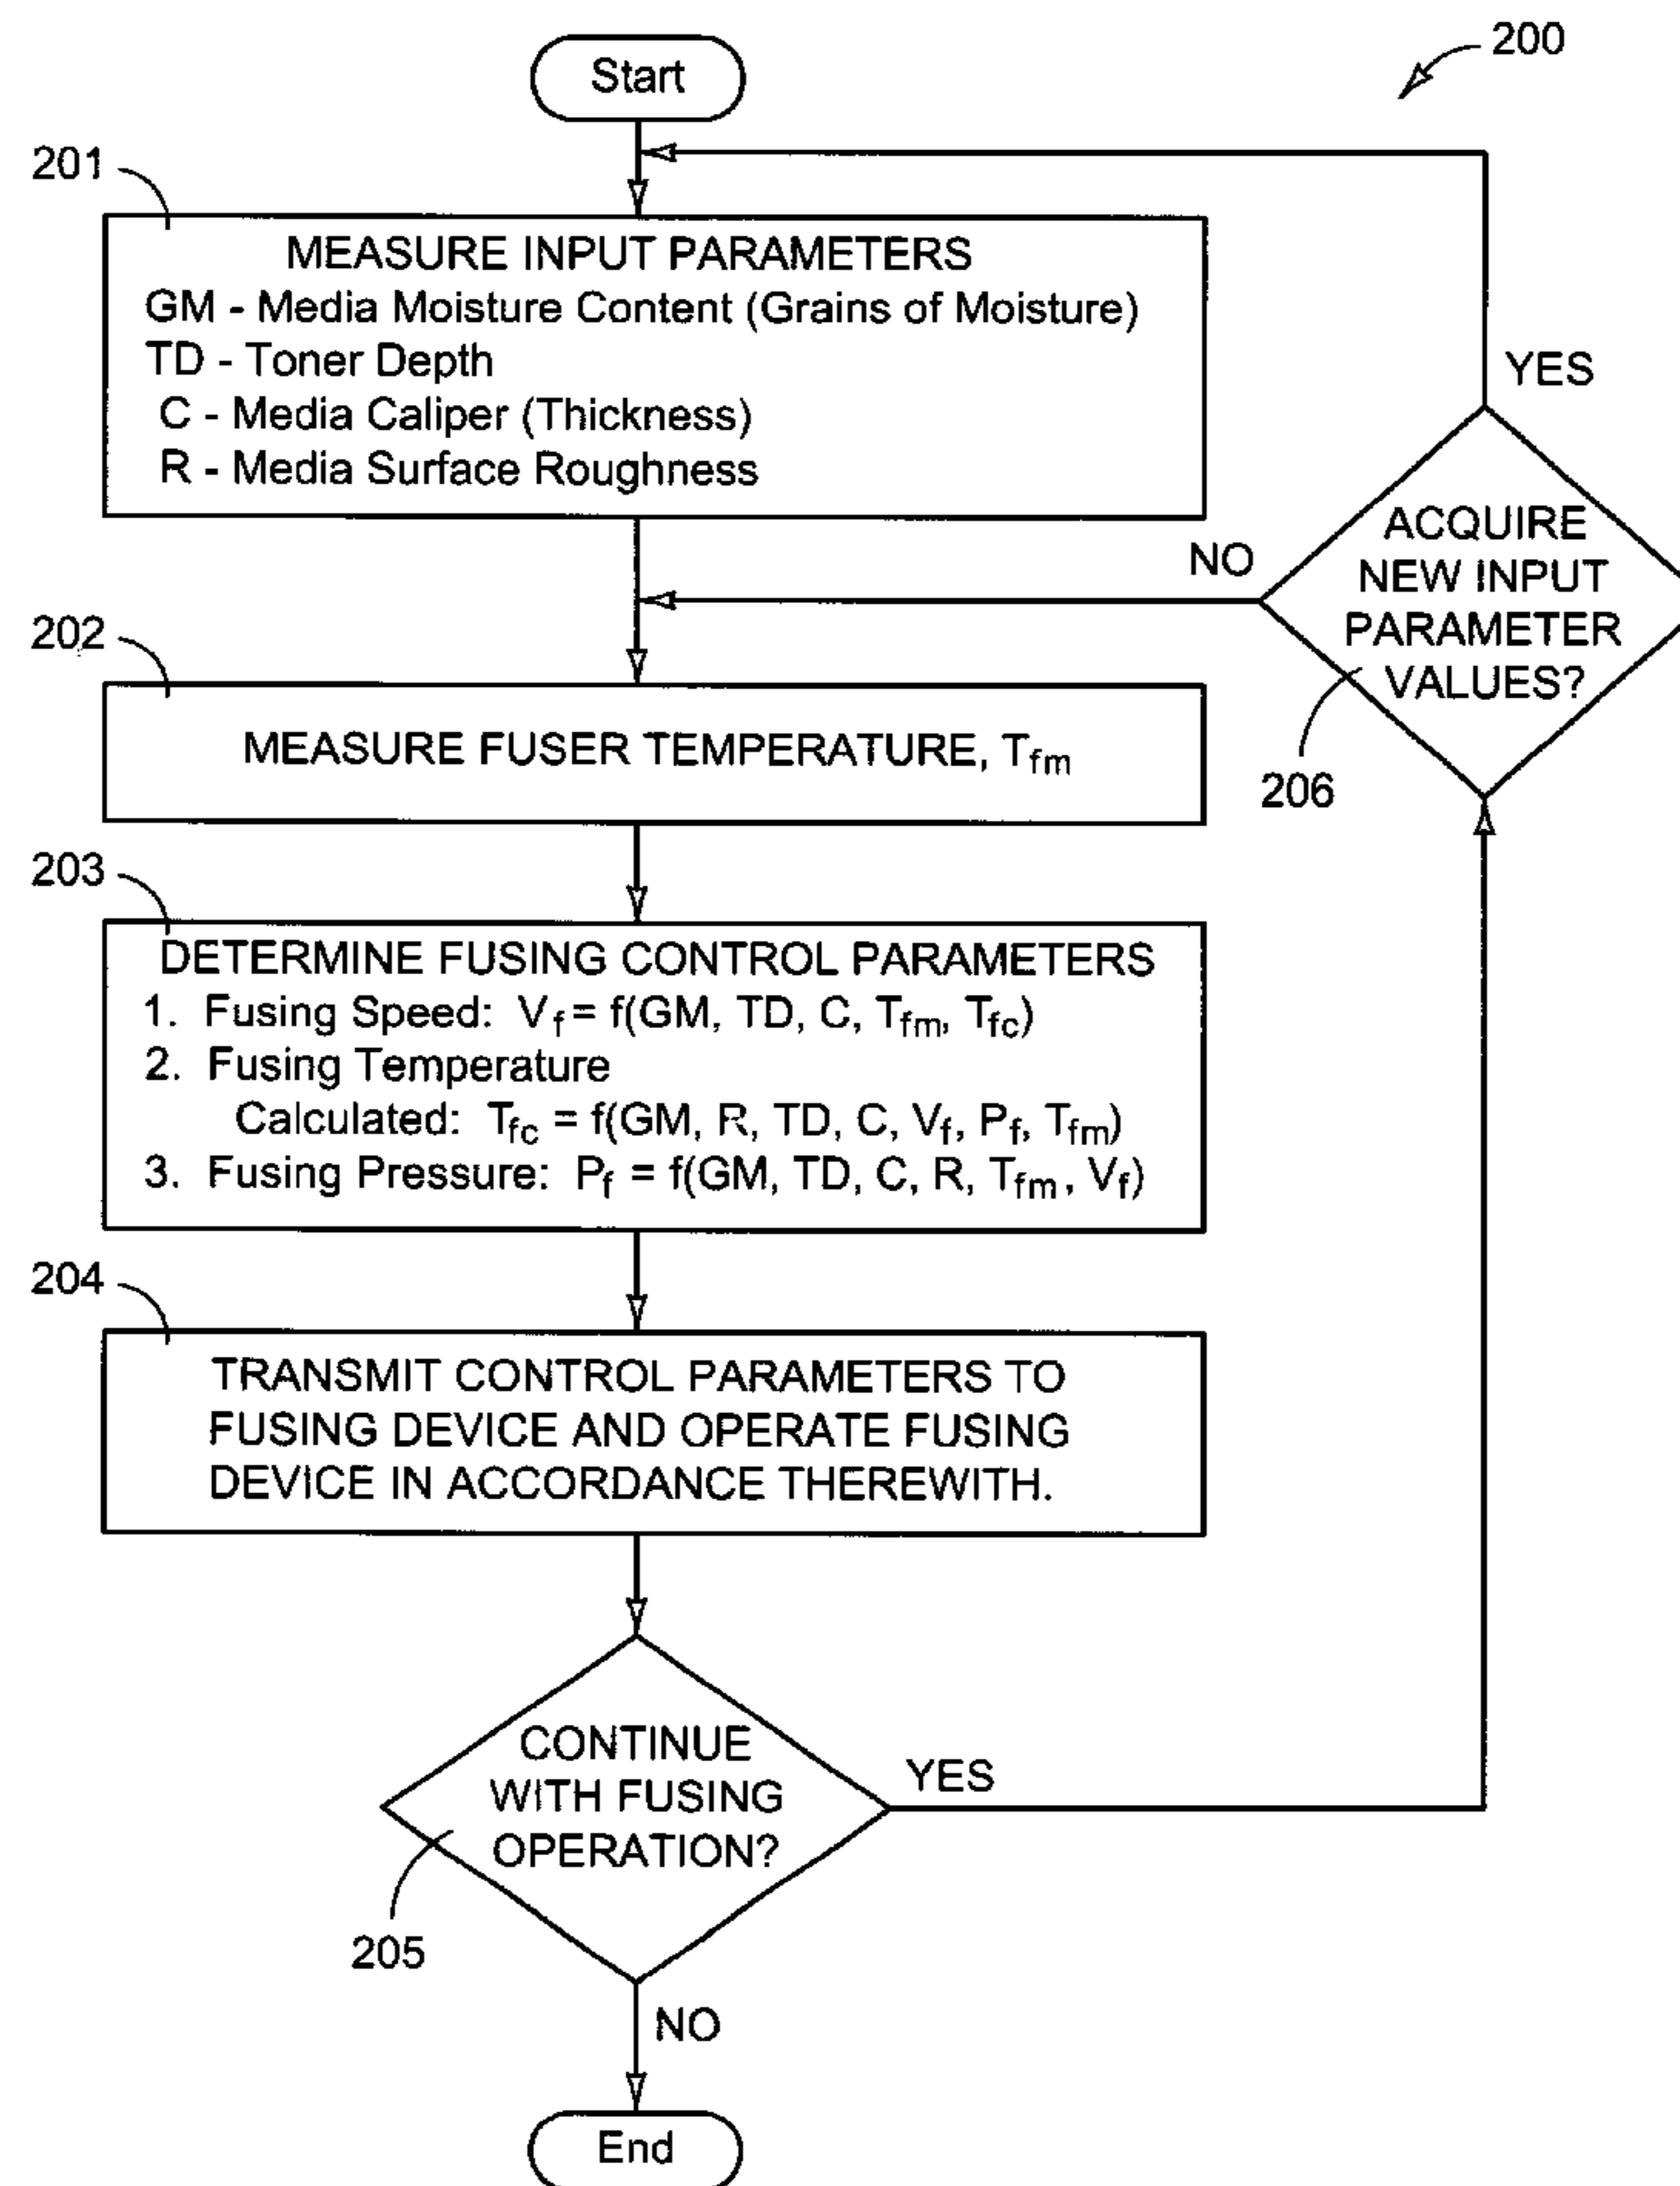 200
Start
201
MEASURE INPUT PARAMETERS
GM - Media Moisture Content (Grains of Moisture)
TD - Toner Depth
C - Media Caliper (Thickness)
R - Media Surface Roughness
YES
ACQUIRE
NEW INPUT
PARAMETER
VALUES?
NO
206
202
MEASURE FUSER TEMPERATURE, Tfm
203
DETERMINE FUSING CONTROL PARAMETERS
1. Fusing Speed: Vf = f(GM, TD, C, Tfm, Tfc)
2. Fusing Temperature
Calculated: Tfc = f(GM, R, TD, C, Vf, Pf, Tfm)
3. Fusing Pressure: Pf = f(GM, TD, C, R, Tfm, Vf)
204
TRANSMIT CONTROL PARAMETERS TO
FUSING DEVICE AND OPERATE FUSING
DEVICE IN ACCORDANCE THEREWITH.
CONTINUE
WITH FUSING
OPERATION?
YES
205
NO
End